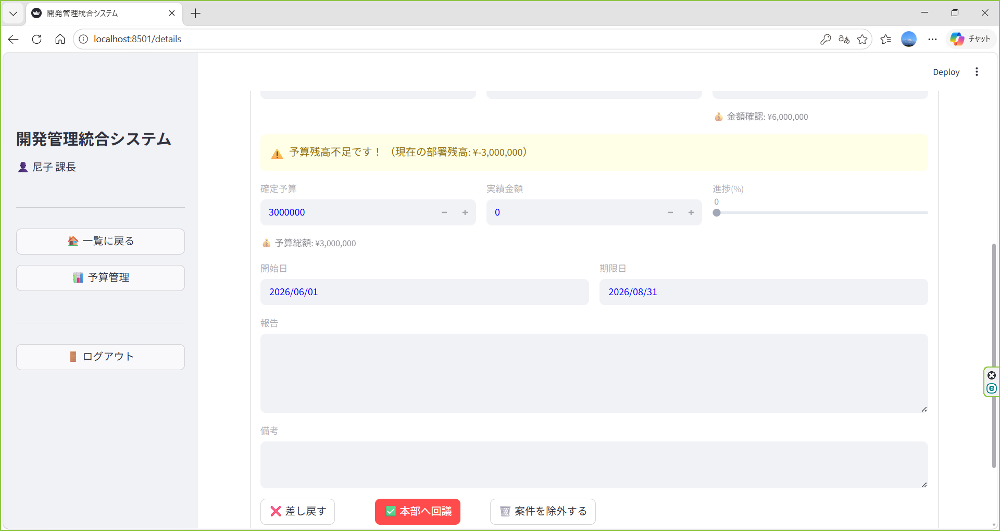 開発管理統合システム
localhost:8501/details
チャット
Deploy
開発管理統合システム
尼子 課長
一覧に戻る
予算管理
ログアウト
金額確認: ¥6,000,000
予算残高不足です！（現在の部署残高: ¥-3,000,000）
確定予算
実績金額
進捗(%)
3000000
0
0
予算総額: ¥3,000,000
開始日
期限日
2026/06/01
2026/08/31
報告
備考
差し戻す
本部へ回議
案件を除外する